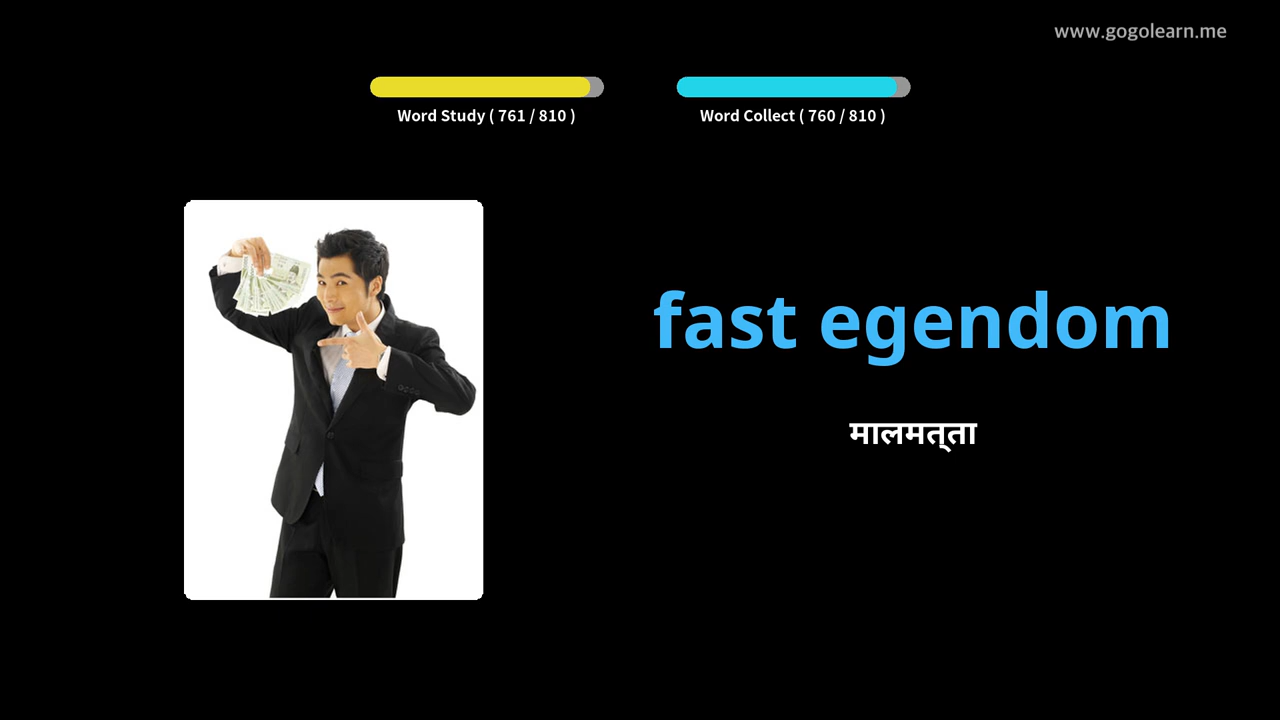 www.gogolearn.me
Word Study ( 761 / 810 )
Word Collect ( 760 / 810 )
fast egendom
मालमत्ता